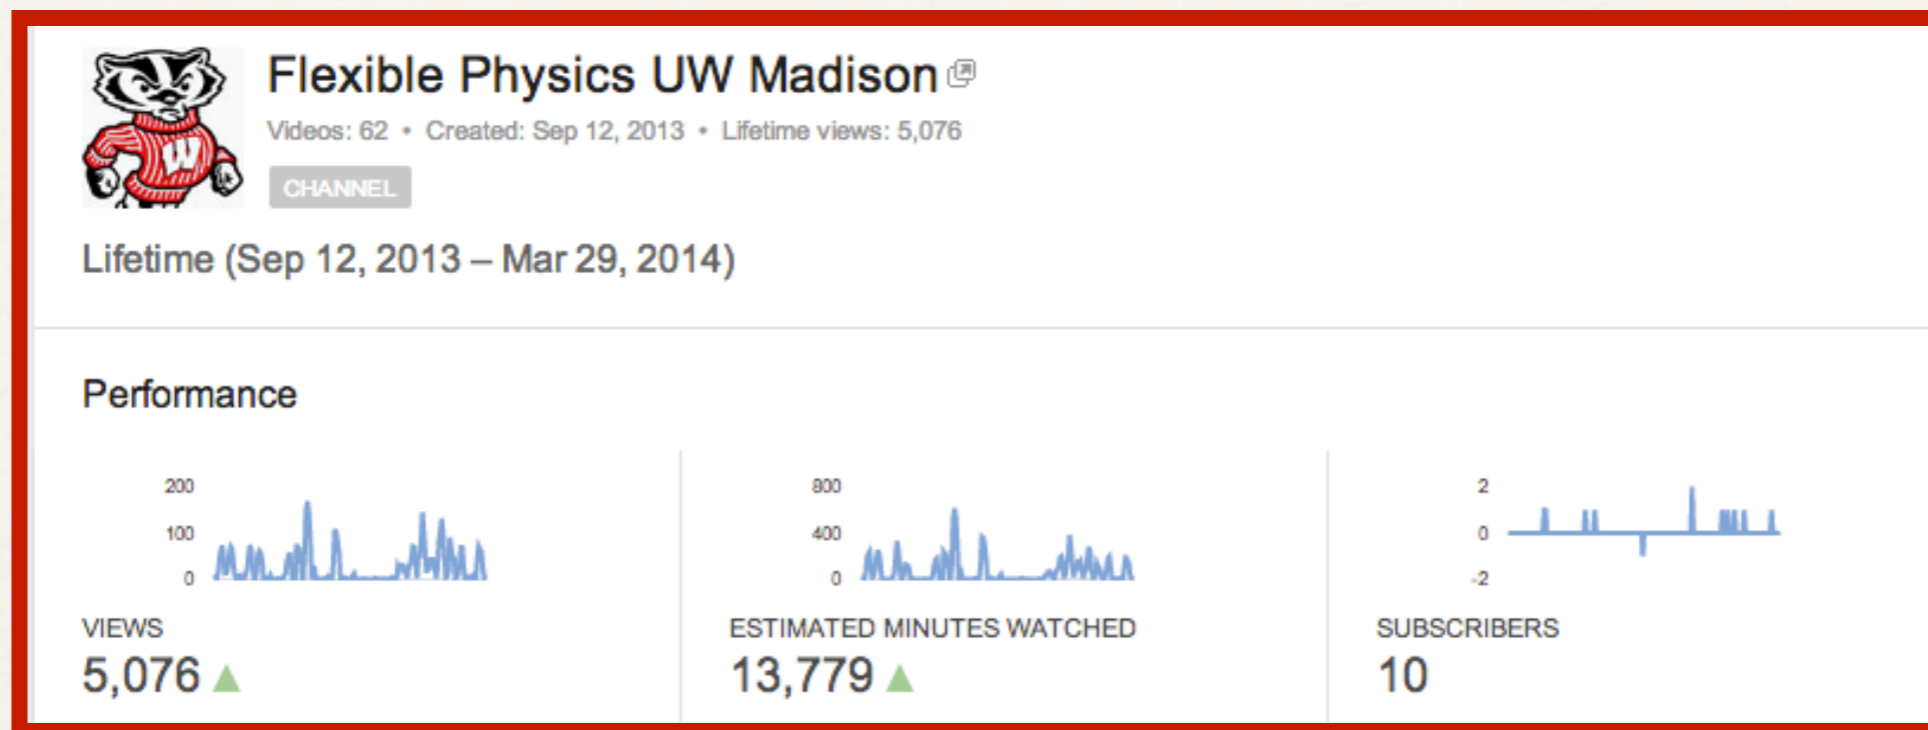 Flexible Physics UW Madison
Videos: 62 • Created: Sep 12, 2013 • Lifetime views: 5,076
CHANNEL
W
Lifetime (Sep 12, 2013 – Mar 29, 2014)
Performance
200
100
0
VIEWS
5,076
800
400
0
ESTIMATED MINUTES WATCHED
13,779
2
0
-2
SUBSCRIBERS
10